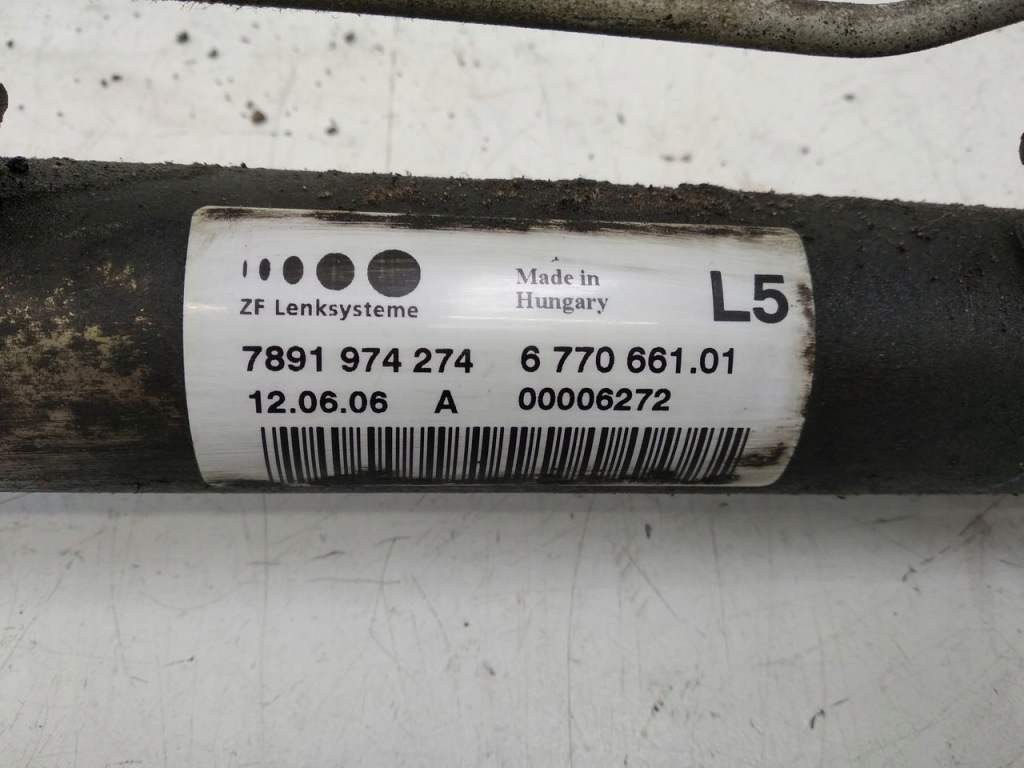 ZF Lenksysteme
Made in
Hungary
L5
7891 974 274 6 770 661.01
12.06.06 A 00006272